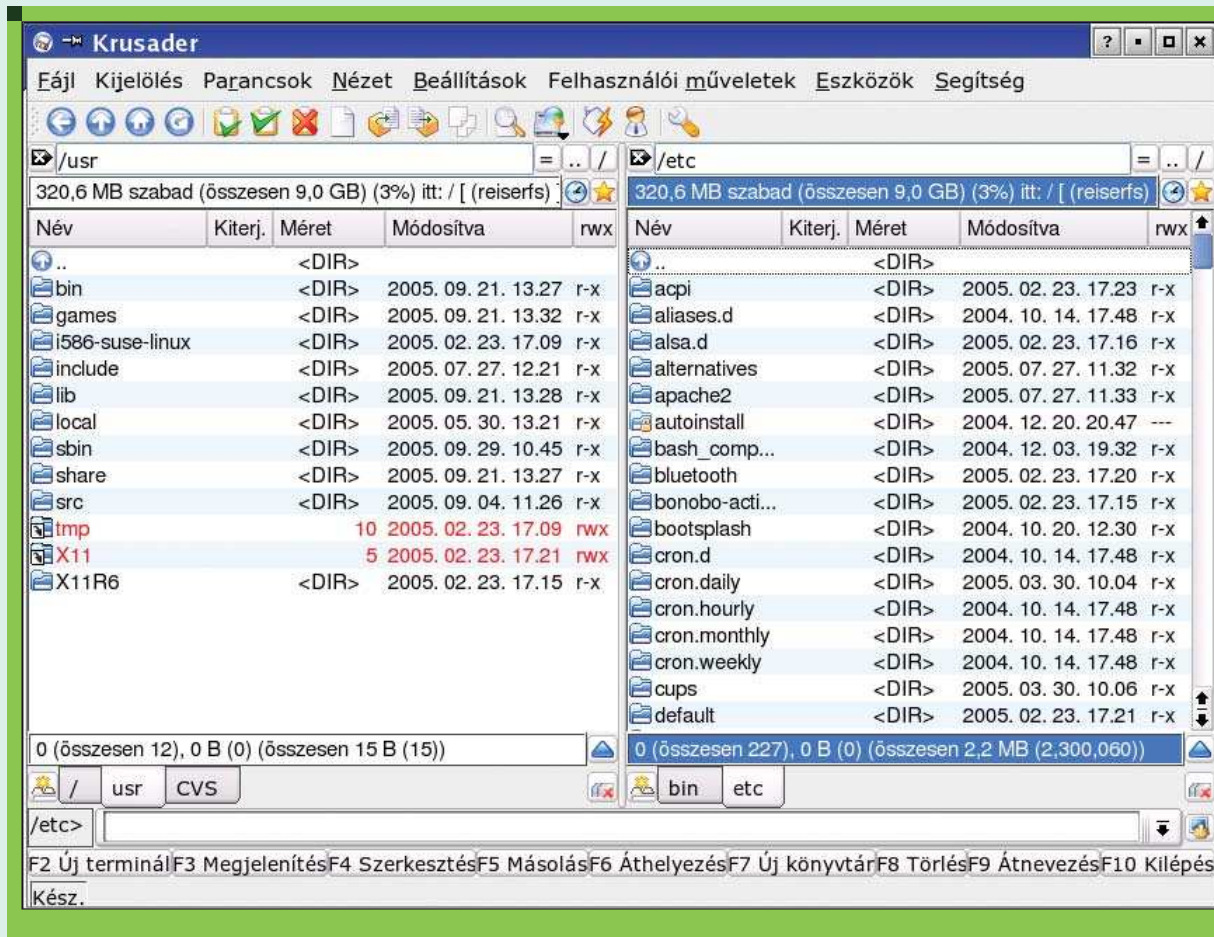 Krusader
Fájl Kijelölés Parancsok Nézet Beállítások Felhasználói műveletek Eszközök Segítség
/usr = .. /
320,6 MB szabad (összesen 9,0 GB) (3%) itt: / [ (reiserfs) ]
Név Kiterj. Méret Módosítva rwx
.. <DIR>
bin <DIR> 2005. 09. 21. 13.27 r-x
games <DIR> 2005. 09. 21. 13.32 r-x
i586-suse-linux <DIR> 2005. 02. 23. 17.09 r-x
include <DIR> 2005. 07. 27. 12.21 r-x
lib <DIR> 2005. 09. 21. 13.28 r-x
local <DIR> 2005. 05. 30. 13.21 r-x
sbin <DIR> 2005. 09. 29. 10.45 r-x
share <DIR> 2005. 09. 21. 13.27 r-x
src <DIR> 2005. 09. 04. 11.26 r-x
tmp 10 2005. 02. 23. 17.09 rwx
X11 5 2005. 02. 23. 17.21 rwx
X11R6 <DIR> 2005. 02. 23. 17.15 r-x
0 (összesen 12), 0 B (0) (összesen 15 B (15))
/ usr CVS
/etc = .. /
320,6 MB szabad (összesen 9,0 GB) (3%) itt: / [ (reiserfs)
Név Kiterj. Méret Módosítva rwx
.. <DIR>
acpi <DIR> 2005. 02. 23. 17.23 r-x
aliases.d <DIR> 2004. 10. 14. 17.48 r-x
alsa.d <DIR> 2005. 02. 23. 17.16 r-x
alternatives <DIR> 2005. 07. 27. 11.32 r-x
apache2 <DIR> 2005. 07. 27. 11.33 r-x
autoinstall <DIR> 2004. 12. 20. 20.47 ---
bash_comp... <DIR> 2004. 12. 03. 19.32 r-x
bluetooth <DIR> 2005. 02. 23. 17.20 r-x
bonobo-acti... <DIR> 2005. 02. 23. 17.15 r-x
bootsplash <DIR> 2004. 10. 20. 12.30 r-x
cron.d <DIR> 2004. 10. 14. 17.48 r-x
cron.daily <DIR> 2005. 03. 30. 10.04 r-x
cron.hourly <DIR> 2004. 10. 14. 17.48 r-x
cron.monthly <DIR> 2004. 10. 14. 17.48 r-x
cron.weekly <DIR> 2004. 10. 14. 17.48 r-x
cups <DIR> 2005. 03. 30. 10.06 r-x
default <DIR> 2005. 02. 23. 17.21 r-x
0 (összesen 227), 0 B (0) (összesen 2,2 MB (2,300,060))
bin etc
/etc>
F2 Új terminál F3 Megjelenítés F4 Szerkesztés F5 Másolás F6 Áthelyezés F7 Új könyvtár F8 Törlés F9 Átnevezés F10 Kilépés
Kész.